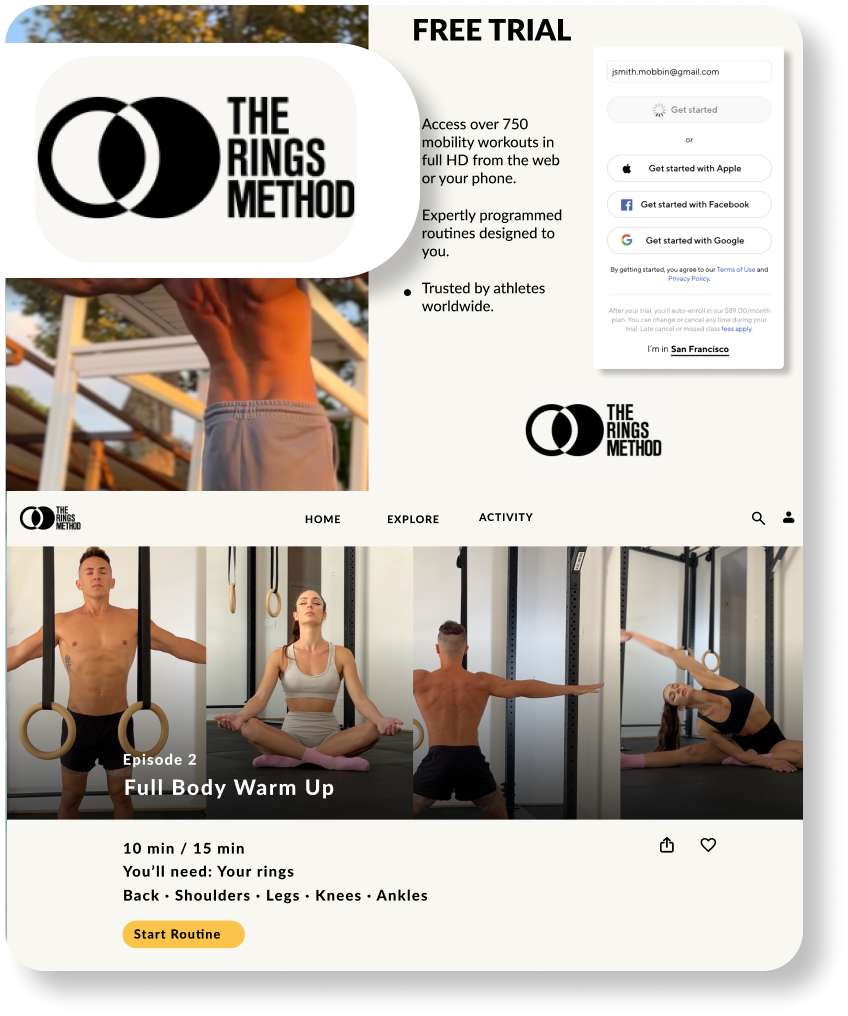 FREE TRIAL
THE
RINGS
METHOD
Access over 750
mobility workouts in
full HD from the web
or your phone.
Expertly programmed
routines designed to
you.
Trusted by athletes
worldwide.
jsmith.mobbin@gmail.com
Get started
or
Get started with Apple
Get started with Facebook
Get started with Google
By getting started, you agree to our Terms of Use and
Privacy Policy.
After your trial, you'll auto-enroll in our $89.00/month
plan. You can change or cancel any time during your
trial. Late cancel or missed class fees apply.
I'm in San Francisco
THE
RINGS
METHOD
THE
RINGS
METHOD
HOME
EXPLORE
ACTIVITY
Episode 2
Full Body Warm Up
10 min / 15 min
You'll need: Your rings
Back · Shoulders · Legs · Knees · Ankles
Start Routine